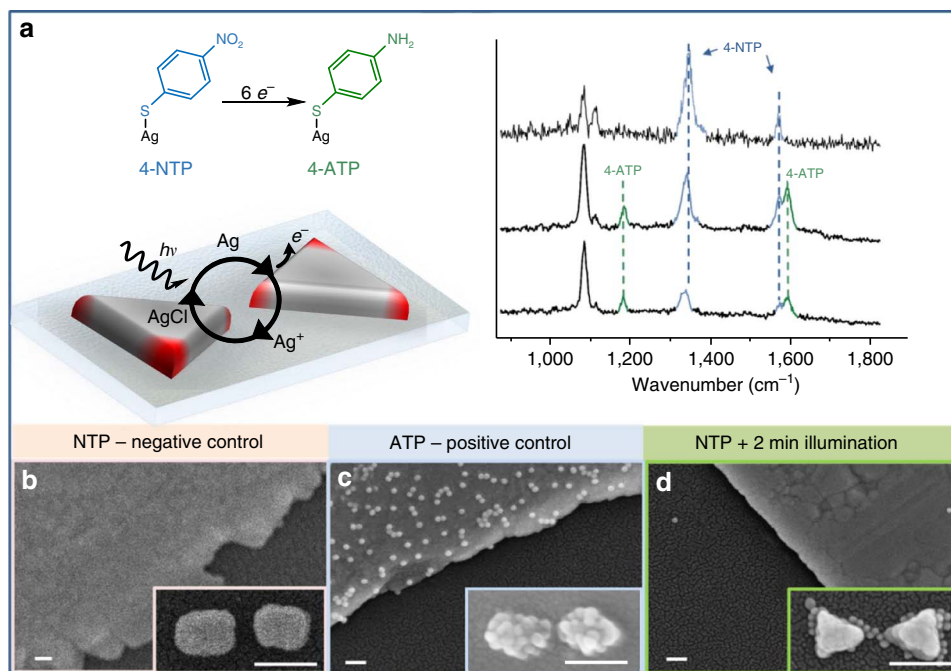 a
NO₂
NH₂
6 e⁻
S
S
Ag
Ag
4-NTP
4-ATP
4-NTP
4-ATP
4-ATP
hν
Ag
e⁻
AgCl
Ag⁺
1,000 1,200 1,400 1,600 1,800
Wavenumber (cm⁻¹)
NTP – negative control
ATP – positive control
NTP + 2 min illumination
b
c
d